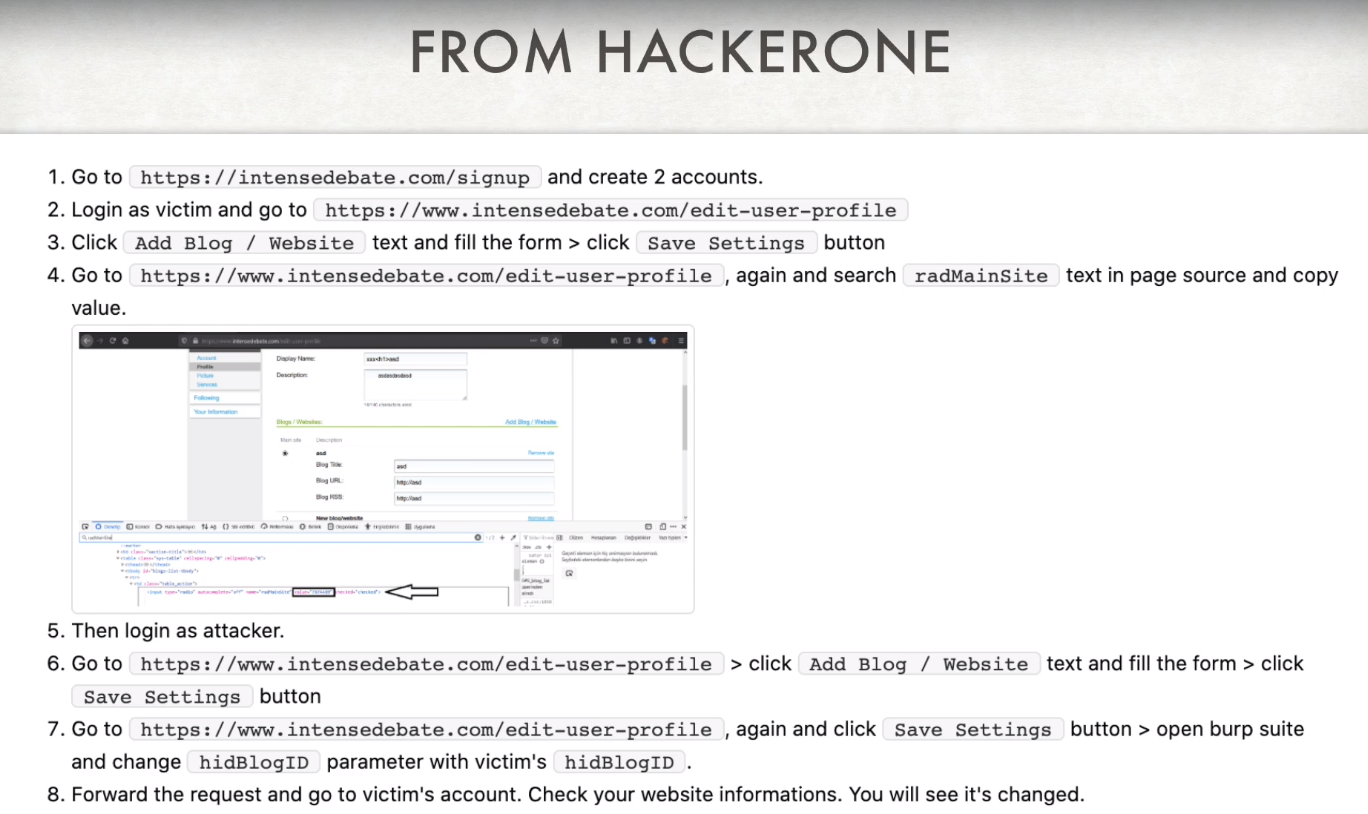 FROM HACKERONE
1. Go to https://intensedebate.com/signup and create 2 accounts.
2. Login as victim and go to https://www.intensedebate.com/edit-user-profile
3. Click Add Blog / Website text and fill the form > click Save Settings button
4. Go to https://www.intensedebate.com/edit-user-profile , again and search radMainSite text in page source and copy
value.
Account
Display Name:
Profile
Picture
Description:
Services
Following
Your Information
Blogs / Websites: Add Blog / Website
Main site Description
asd Remove site
Blog Title: asd
Blog URL: http://asd
Blog RSS: http://asd
New blog/website
5. Then login as attacker.
6. Go to https://www.intensedebate.com/edit-user-profile > click Add Blog / Website text and fill the form > click
Save Settings button
7. Go to https://www.intensedebate.com/edit-user-profile , again and click Save Settings button > open burp suite
and change hidBlogID parameter with victim's hidBlogID .
8. Forward the request and go to victim's account. Check your website informations. You will see it's changed.